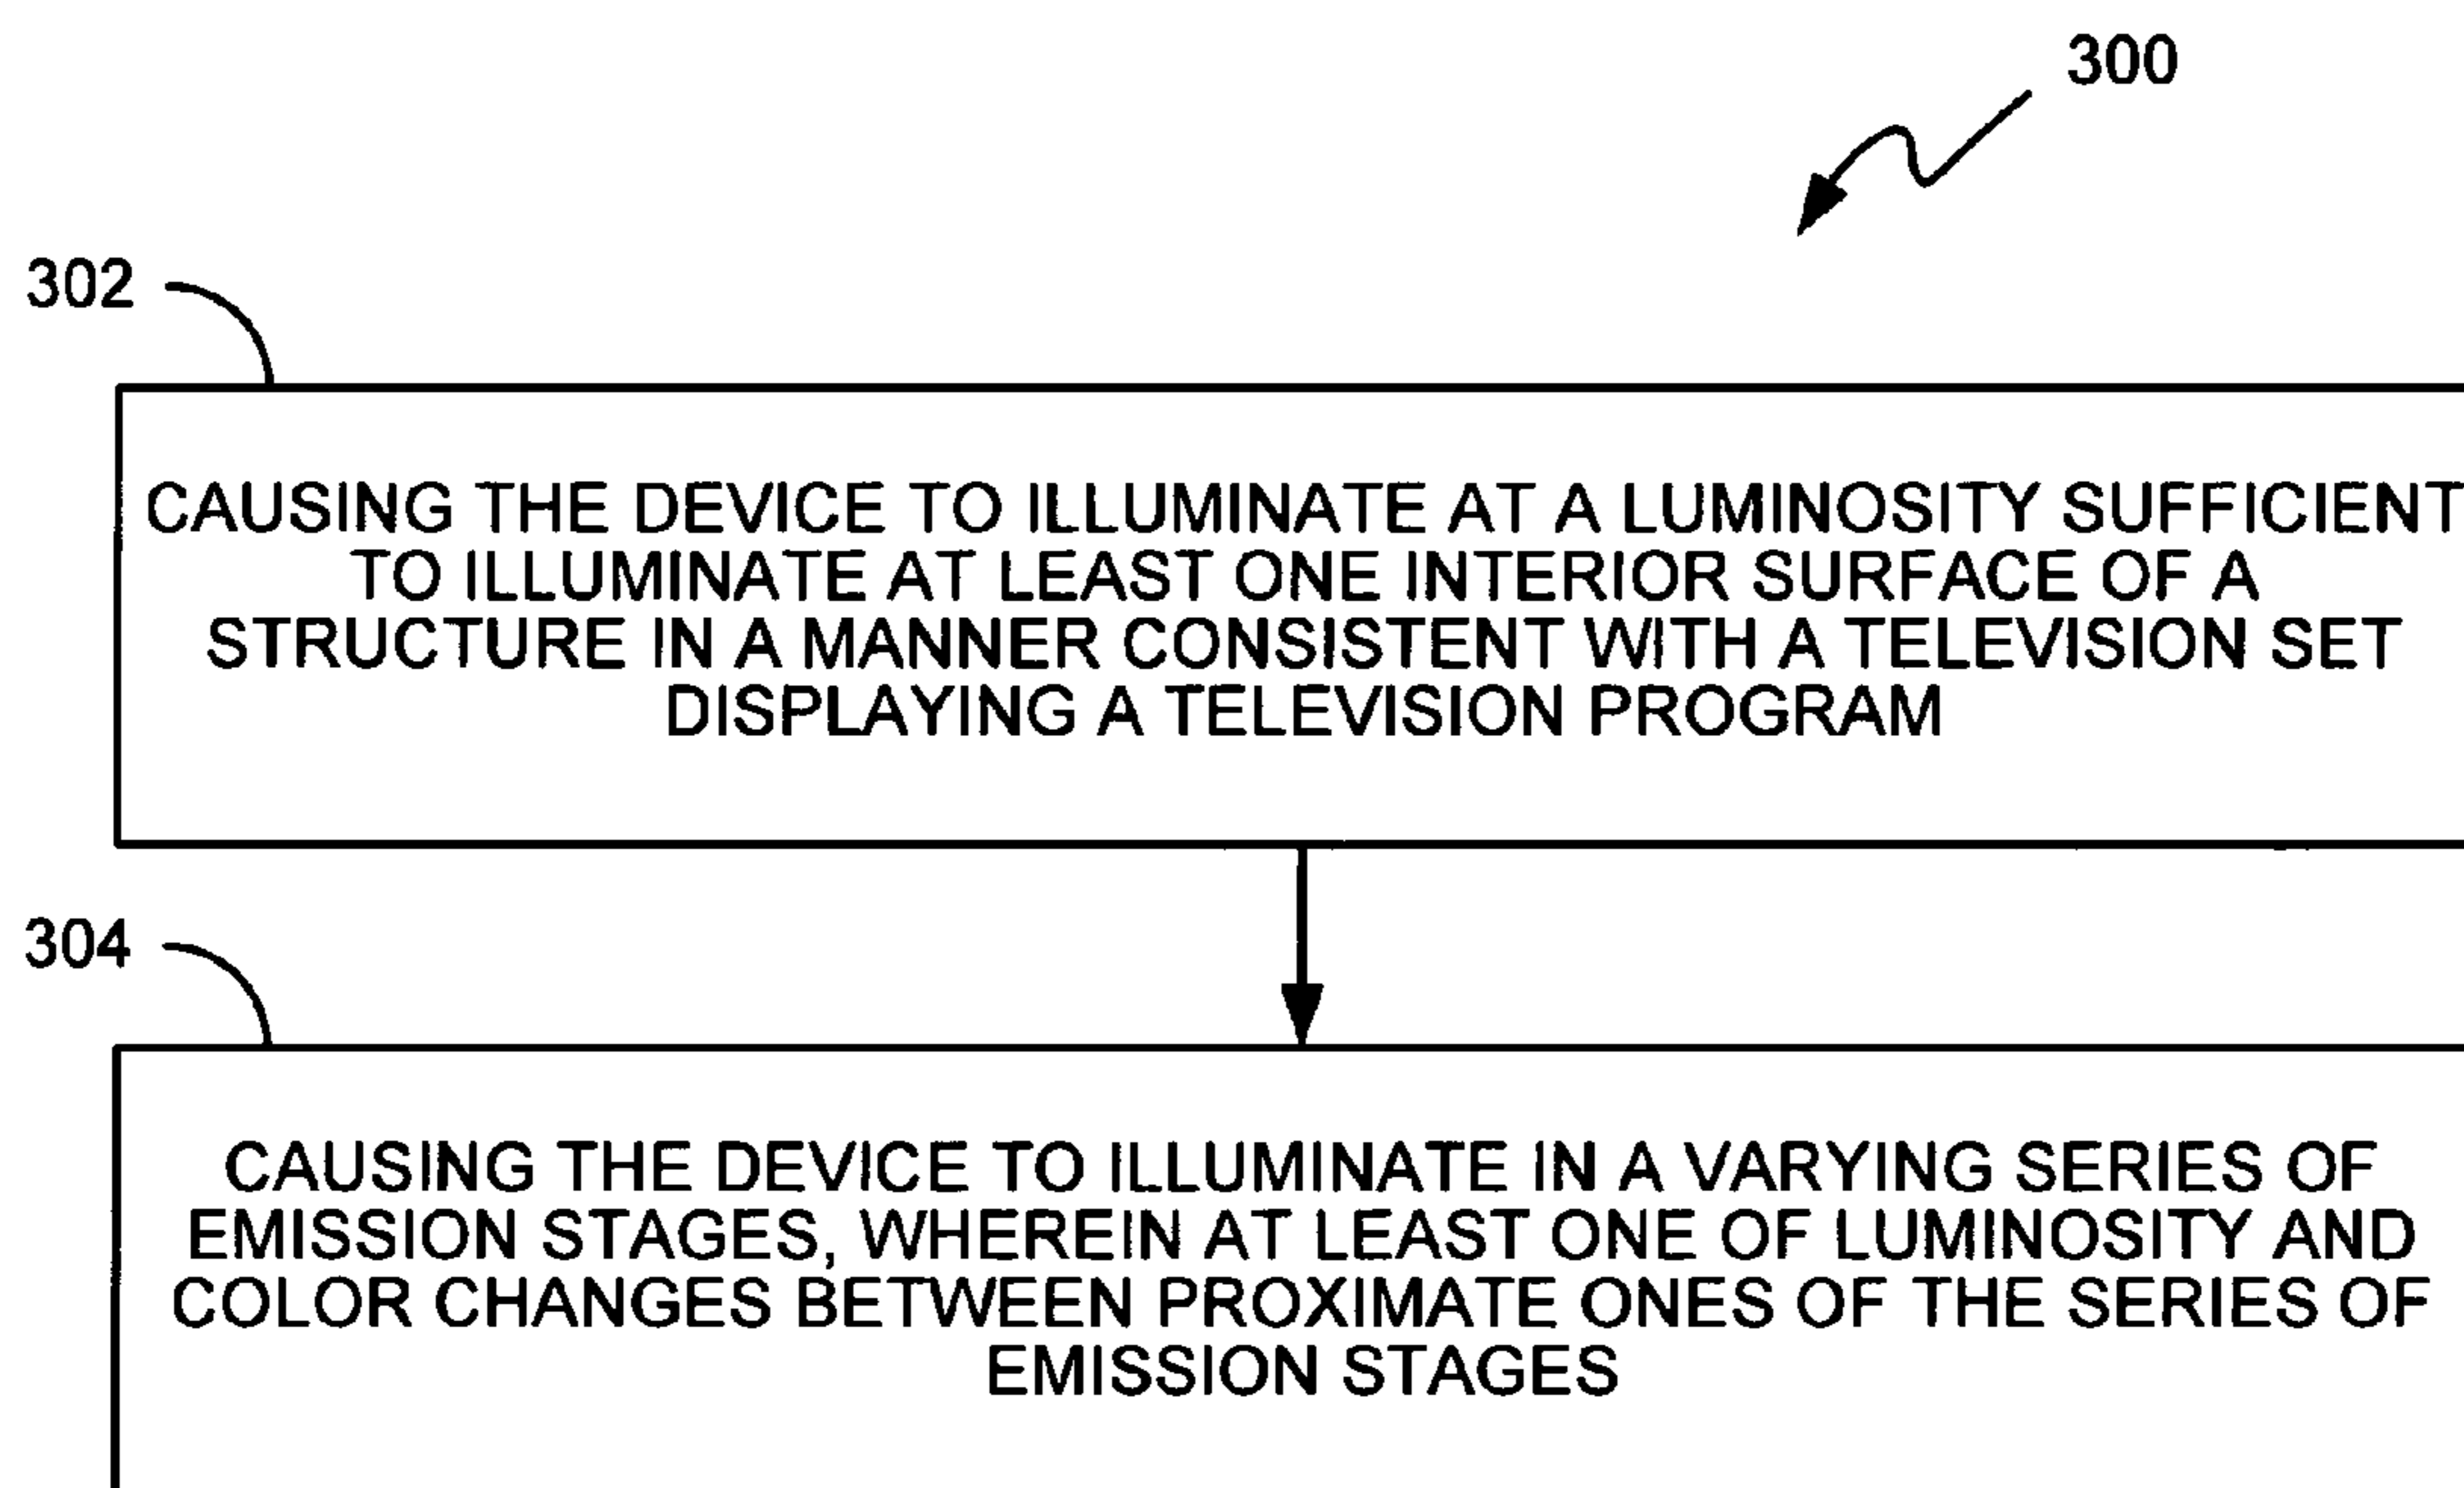 300
302
CAUSING THE DEVICE TO ILLUMINATE AT A LUMINOSITY SUFFICIENT
TO ILLUMINATE AT LEAST ONE INTERIOR SURFACE OF A
STRUCTURE IN A MANNER CONSISTENT WITH A TELEVISION SET
DISPLAYING A TELEVISION PROGRAM
304
CAUSING THE DEVICE TO ILLUMINATE IN A VARYING SERIES OF
EMISSION STAGES, WHEREIN AT LEAST ONE OF LUMINOSITY AND
COLOR CHANGES BETWEEN PROXIMATE ONES OF THE SERIES OF
EMISSION STAGES